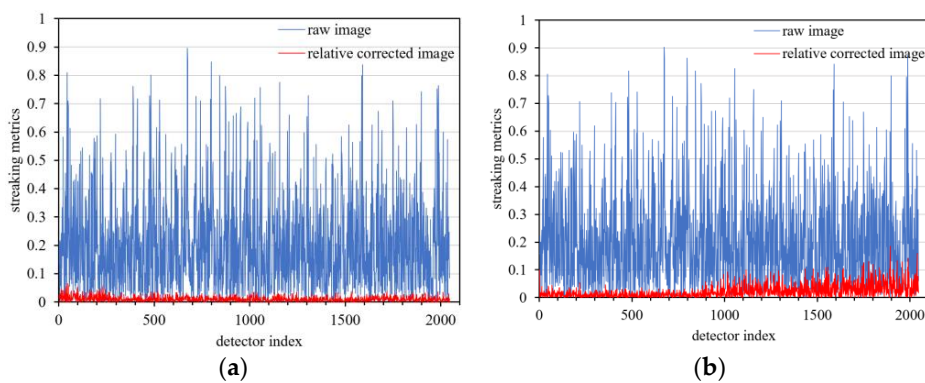 raw image
relative corrected image
streaking metrics
1
0.9
0.8
0.7
0.6
0.5
0.4
0.3
0.2
0.1
0
0 500 1000 1500 2000
detector index
(a)
raw image
relative corrected image
streaking metrics
1
0.9
0.8
0.7
0.6
0.5
0.4
0.3
0.2
0.1
0
0 500 1000 1500 2000
detector index
(b)